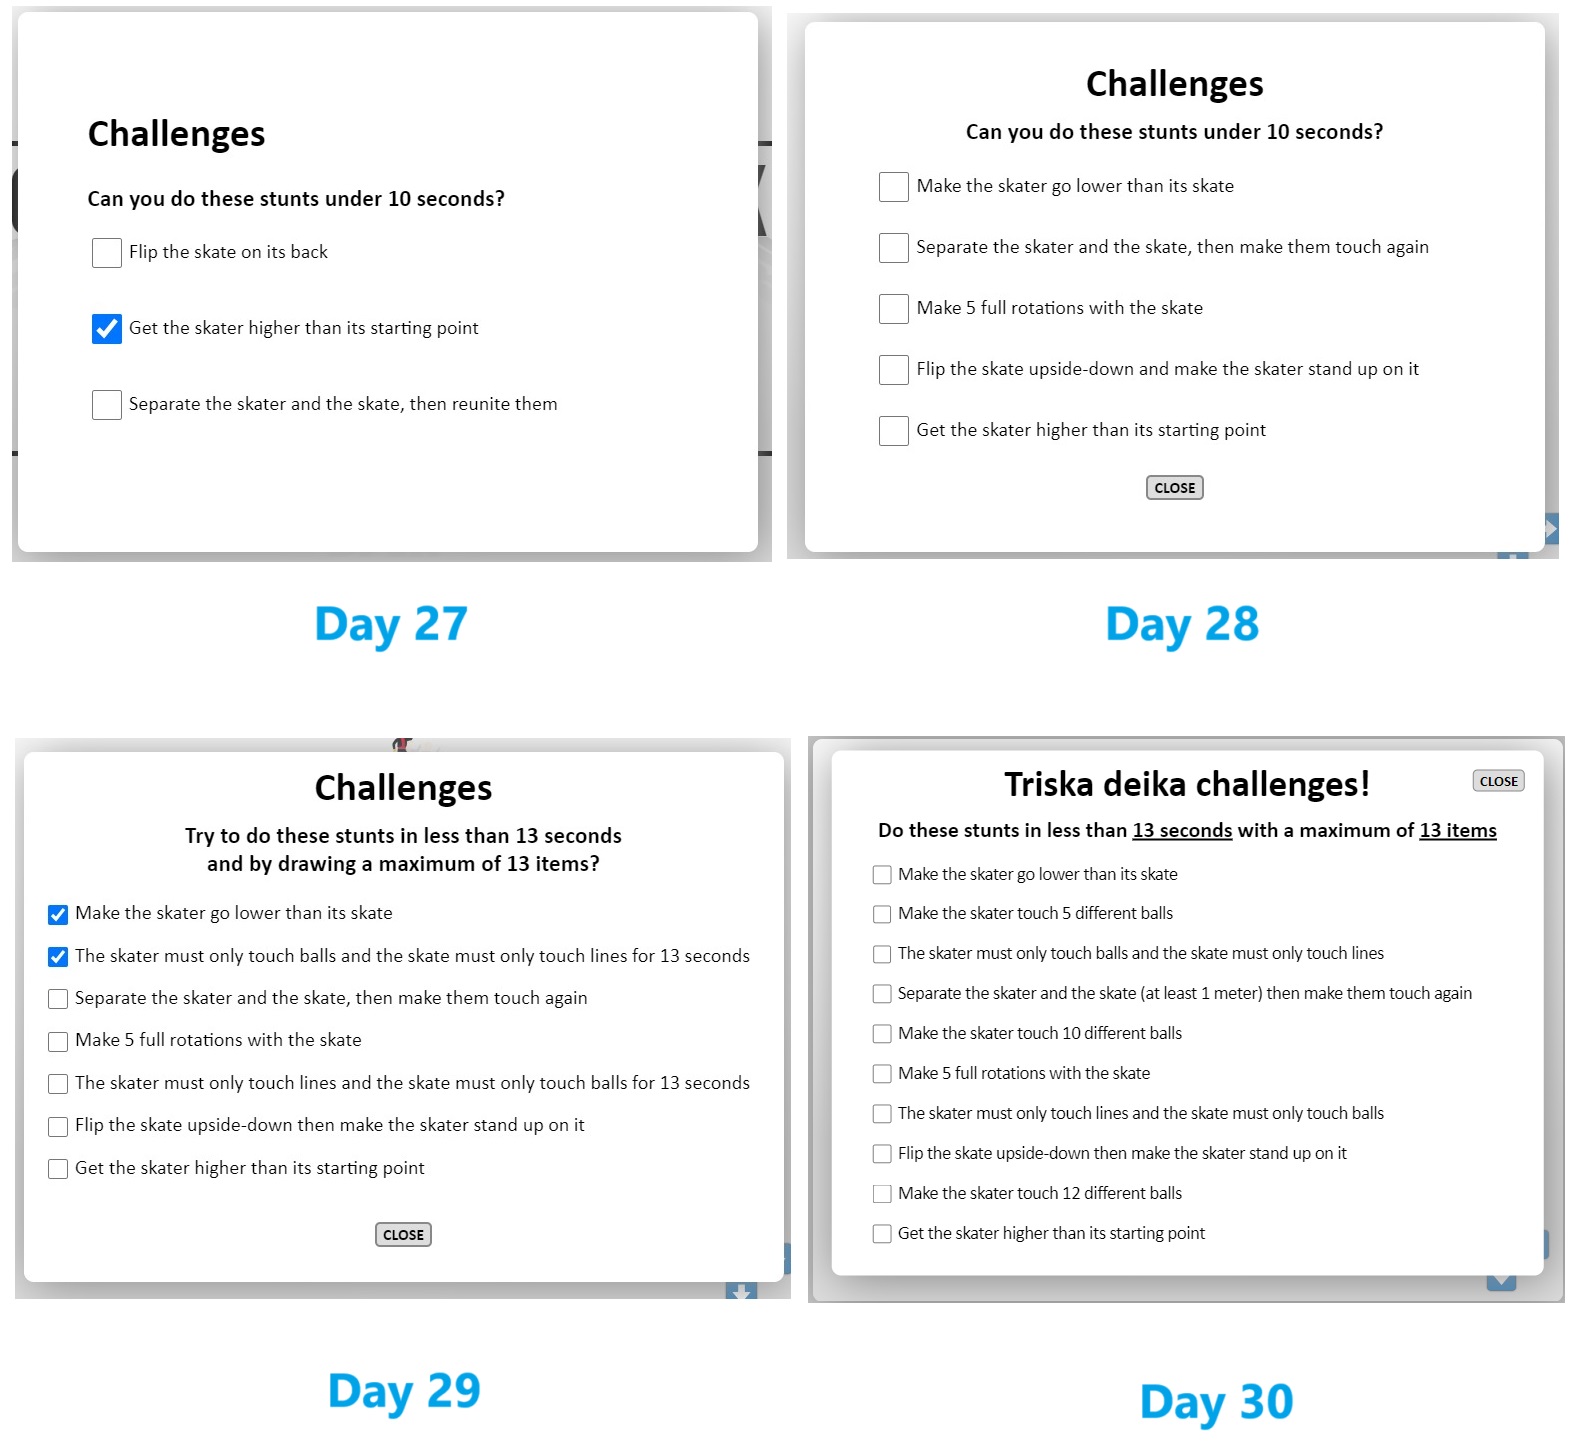 Challenges
Can you do these stunts under 10 seconds?
Flip the skate on its back
Get the skater higher than its starting point
Separate the skater and the skate, then reunite them
Day 27
Challenges
Can you do these stunts under 10 seconds?
Make the skater go lower than its skate
Separate the skater and the skate, then make them touch again
Make 5 full rotations with the skate
Flip the skate upside-down and make the skater stand up on it
Get the skater higher than its starting point
CLOSE
Day 28
Challenges
Try to do these stunts in less than 13 seconds
and by drawing a maximum of 13 items?
Make the skater go lower than its skate
The skater must only touch balls and the skate must only touch lines for 13 seconds
Separate the skater and the skate, then make them touch again
Make 5 full rotations with the skate
The skater must only touch lines and the skate must only touch balls for 13 seconds
Flip the skate upside-down then make the skater stand up on it
Get the skater higher than its starting point
CLOSE
Day 29
Triska deika challenges!
CLOSE
Do these stunts in less than 13 seconds with a maximum of 13 items
Make the skater go lower than its skate
Make the skater touch 5 different balls
The skater must only touch balls and the skate must only touch lines
Separate the skater and the skate (at least 1 meter) then make them touch again
Make the skater touch 10 different balls
Make 5 full rotations with the skate
The skater must only touch lines and the skate must only touch balls
Flip the skate upside-down then make the skater stand up on it
Make the skater touch 12 different balls
Get the skater higher than its starting point
Day 30